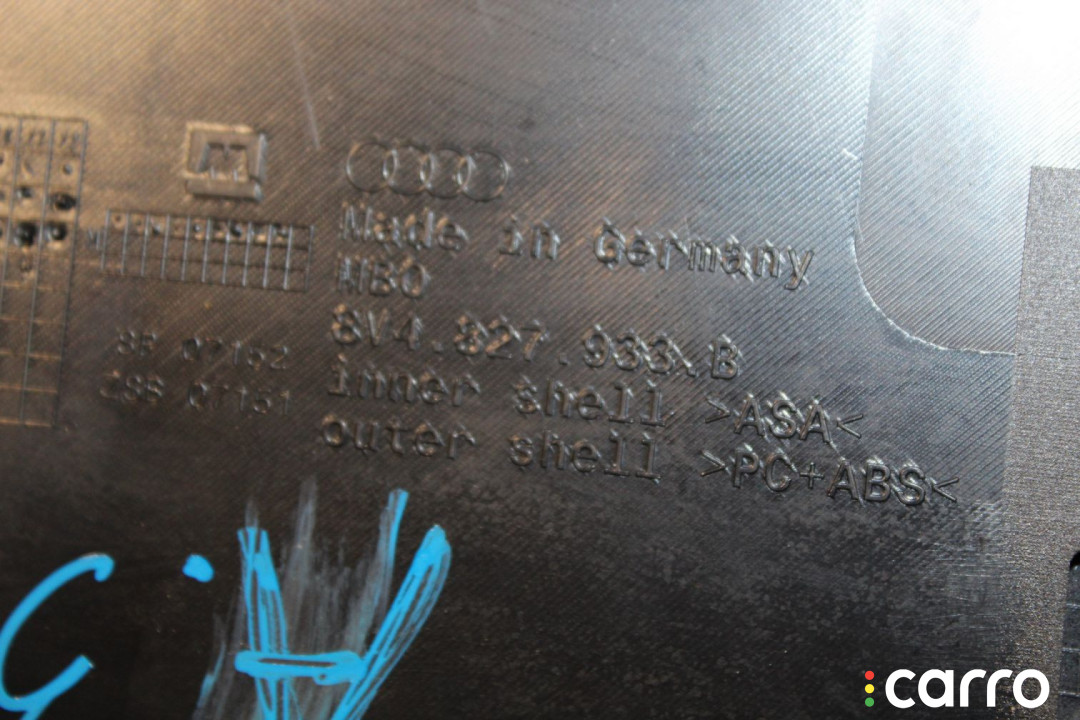 Made in Germany
MBO
8V4.827.933.B
inner shell >ASA<
outer shell >PC+ABS<
carro